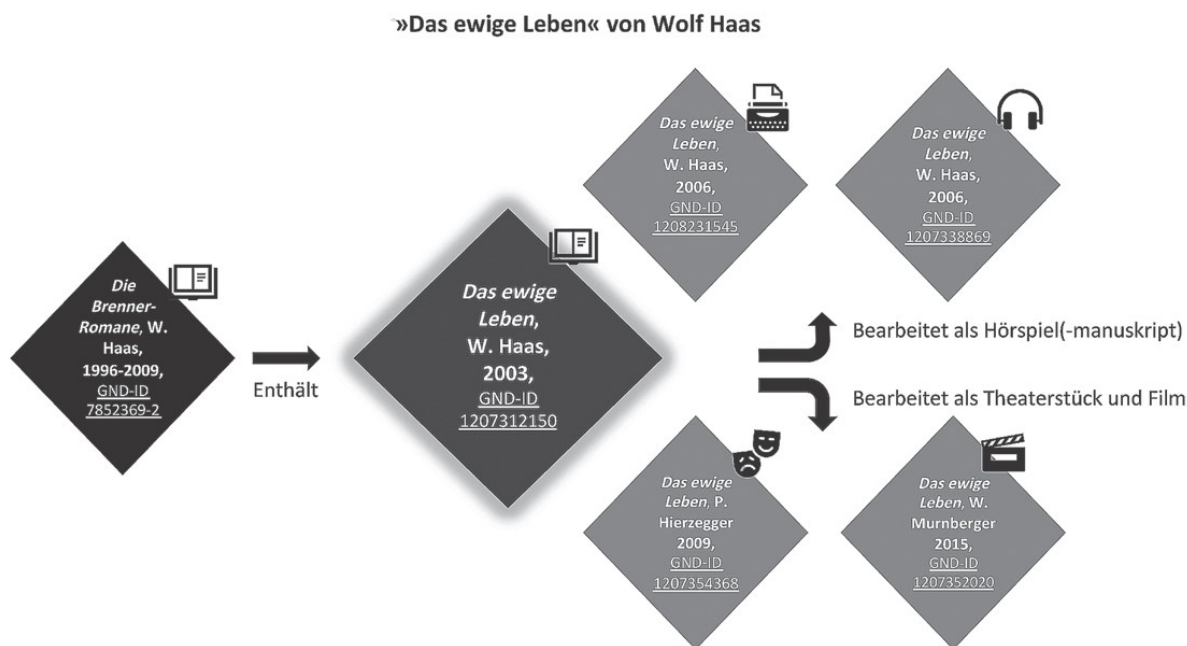 »Das ewige Leben« von Wolf Haas
Die
Brenner-
Romane, W.
Haas,
1996-2009,
GND-ID
7852369-2
Enthält
Das ewige
Leben,
W. Haas,
2003,
GND-ID
1207312150
Das ewige
Leben,
W. Haas,
2006,
GND-ID
1208231545
Das ewige
Leben,
W. Haas,
2006,
GND-ID
1207338869
Bearbeitet als Hörspiel(-manuskript)
Bearbeitet als Theaterstück und Film
Das ewige
Leben, P.
Hierzegger
2009,
GND-ID
1207354368
Das ewige
Leben, W.
Murnberger
2015,
GND-ID
1207352020